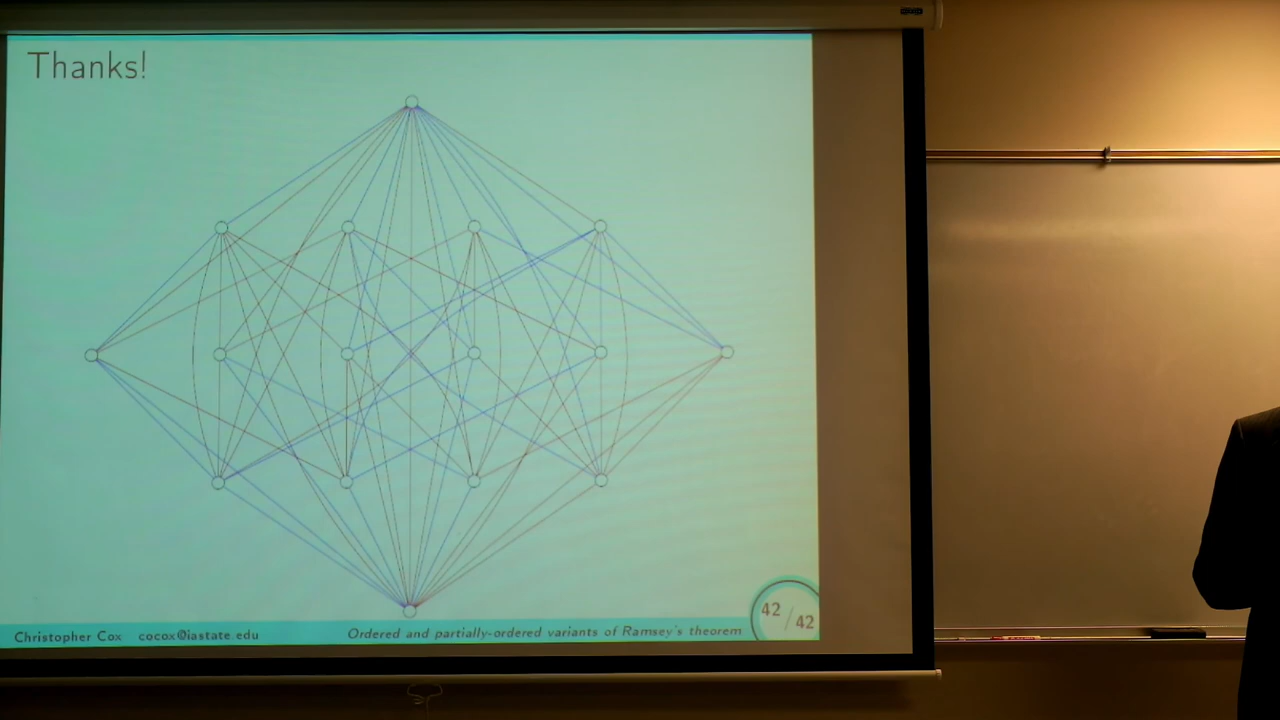 Thanks!
Christopher Cox cocox@iastate.edu
Ordered and partially-ordered variants of Ramsey's theorem
42/42